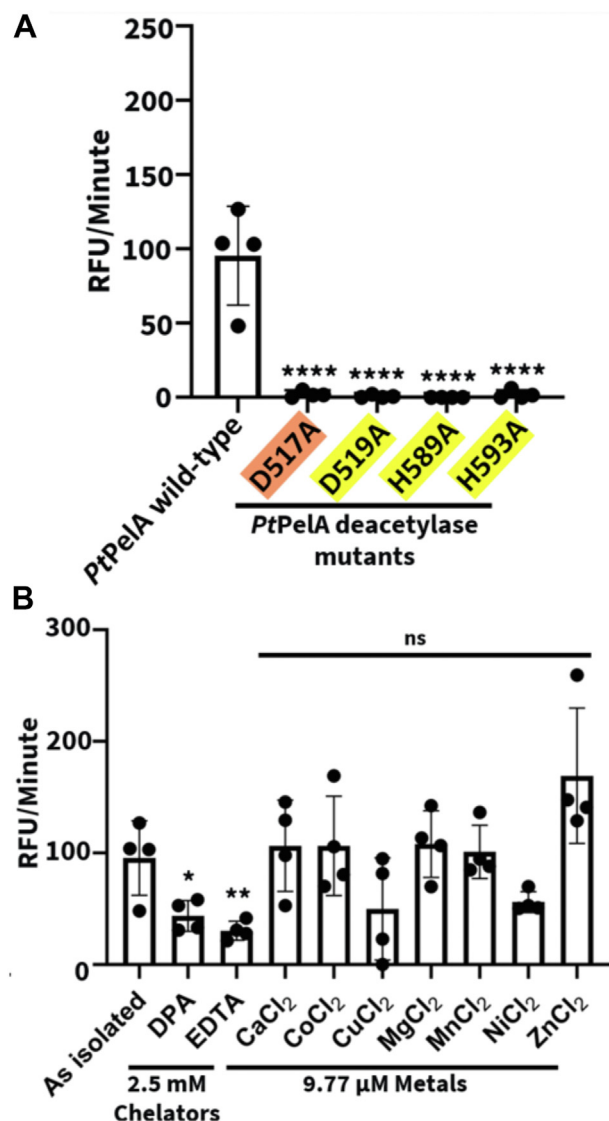 A
250
200
150
100
50
0
RFU/Minute
****
****
****
****
PtPelA wild-type
D517A
D519A
H589A
H593A
PtPelA deacetylase
mutants
B
300
200
100
0
RFU/Minute
ns
*
**
As isolated
DPA
EDTA
CaCl₂
CoCl₂
CuCl₂
MgCl₂
MnCl₂
NiCl₂
ZnCl₂
2.5 mM
Chelators
9.77 µM Metals